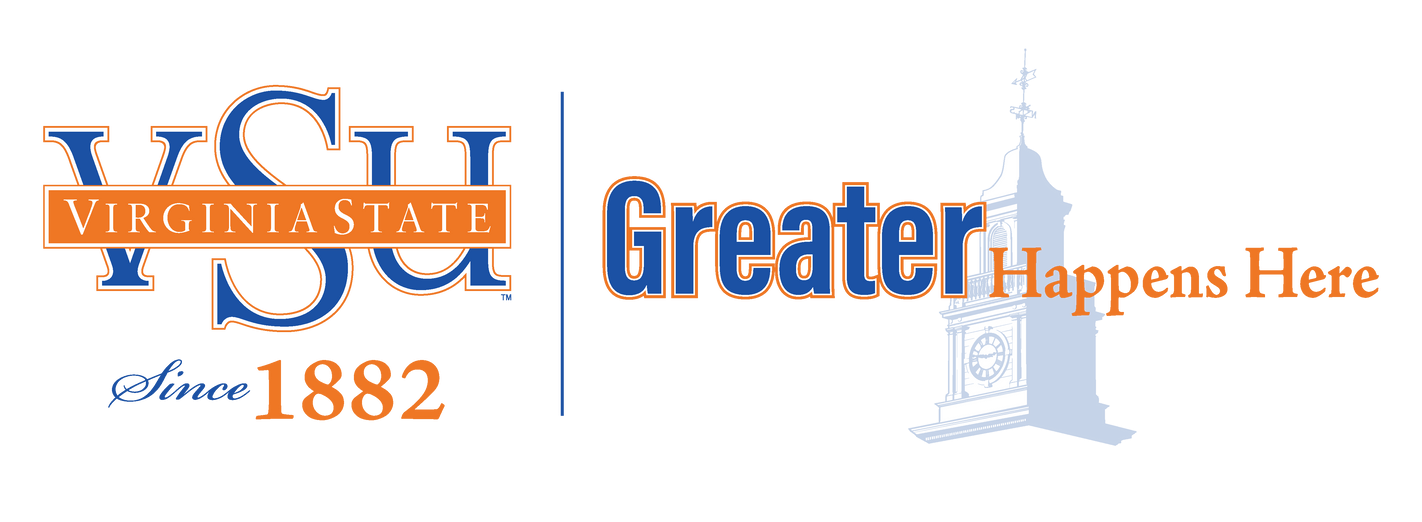 VSU
VIRGINIA STATE
™
Since 1882
Greater Happens Here